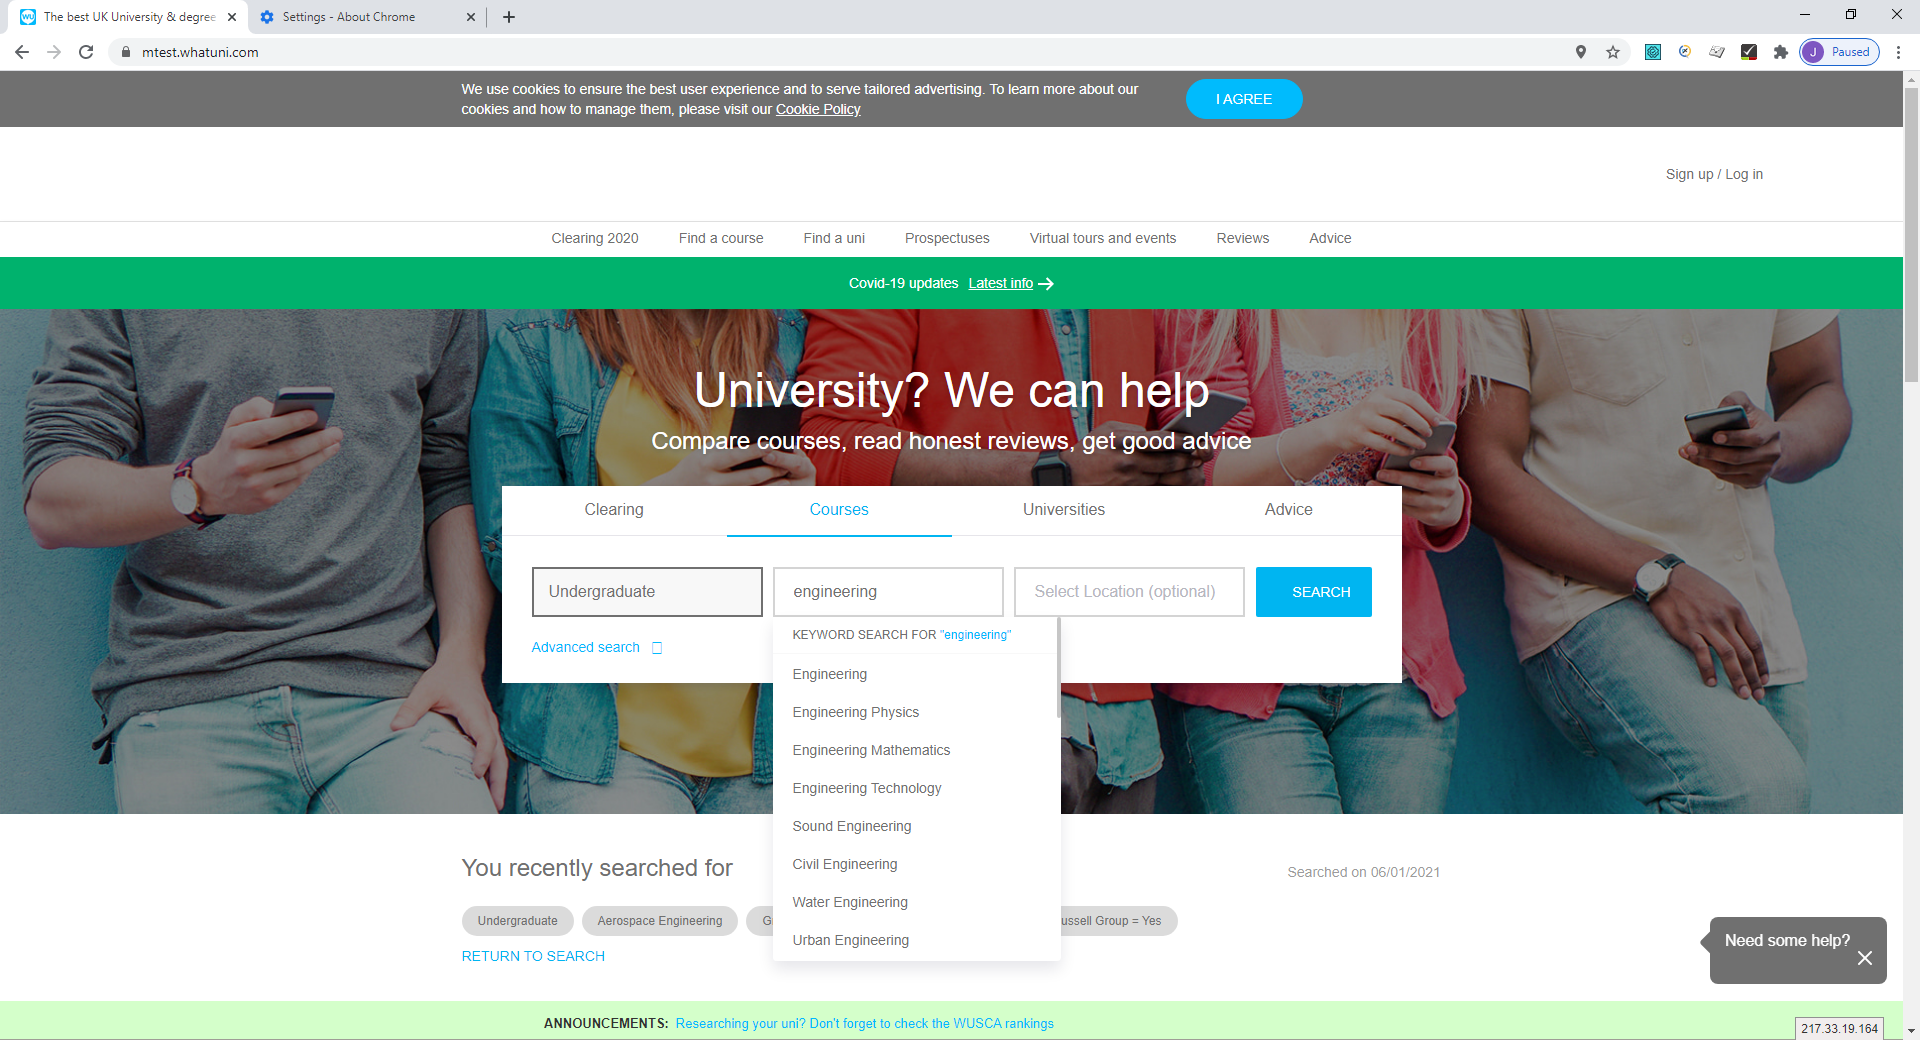 The best UK University & degree
Settings - About Chrome
mtest.whatuni.com
J Paused
We use cookies to ensure the best user experience and to serve tailored advertising. To learn more about our
cookies and how to manage them, please visit our Cookie Policy
I AGREE
Sign up / Log in
Clearing 2020 Find a course Find a uni Prospectuses Virtual tours and events Reviews Advice
Covid-19 updates Latest info
University? We can help
Compare courses, read honest reviews, get good advice
Clearing Courses Universities Advice
Undergraduate engineering Select Location (optional) SEARCH
KEYWORD SEARCH FOR "engineering"
Advanced search
Engineering
Engineering Physics
Engineering Mathematics
Engineering Technology
Sound Engineering
Civil Engineering
Water Engineering
Urban Engineering
You recently searched for
Searched on 06/01/2021
Undergraduate Aerospace Engineering G ussell Group = Yes
RETURN TO SEARCH
Need some help?
ANNOUNCEMENTS: Researching your uni? Don't forget to check the WUSCA rankings
217.33.19.164